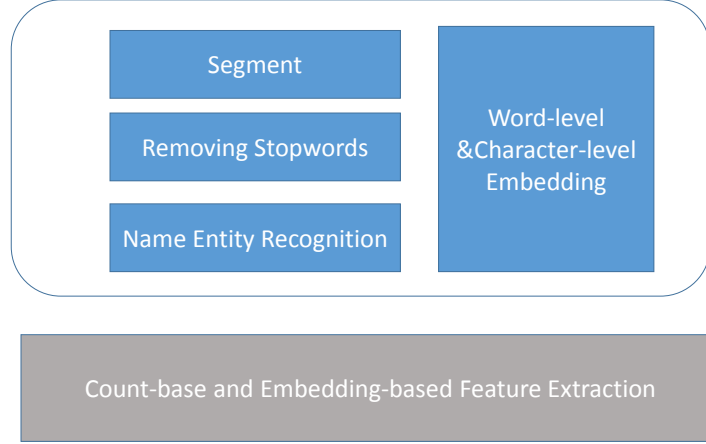 Segment
Removing Stopwords
Name Entity Recognition
Word-level
&Character-level
Embedding
Count-base and Embedding-based Feature Extraction